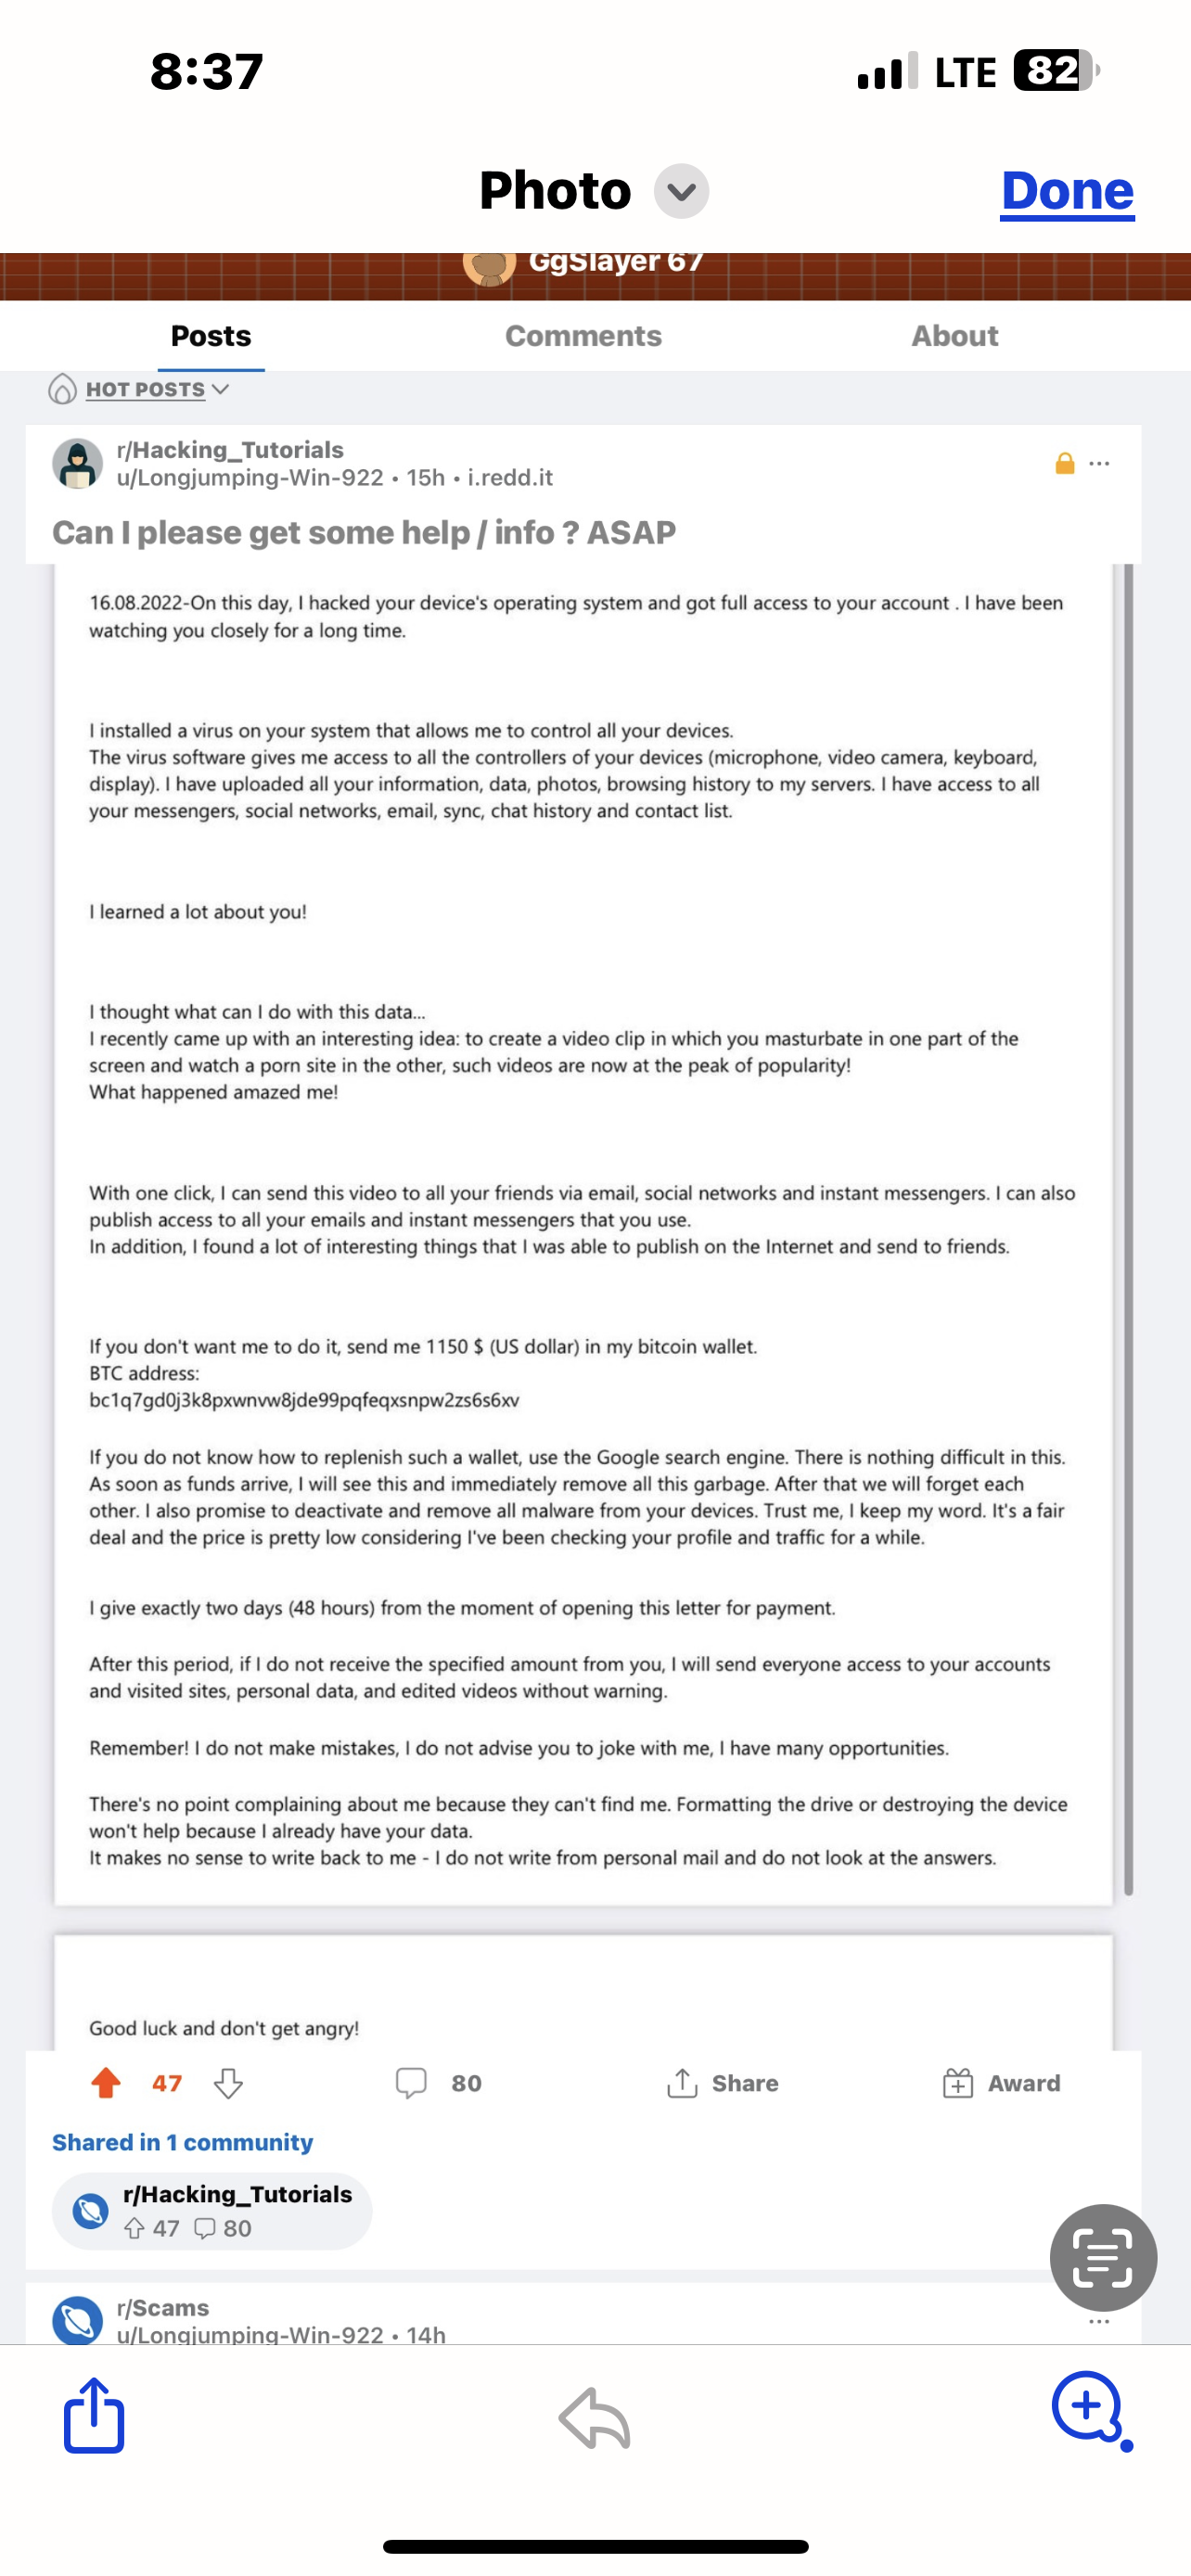 8:37
LTE 82
Photo
Done
GgSlayer 67
Posts Comments About
HOT POSTS
r/Hacking_Tutorials
u/Longjumping-Win-922 • 15h • i.redd.it
Can I please get some help / info ? ASAP
16.08.2022-On this day, I hacked your device's operating system and got full access to your account . I have been
watching you closely for a long time.
I installed a virus on your system that allows me to control all your devices.
The virus software gives me access to all the controllers of your devices (microphone, video camera, keyboard,
display). I have uploaded all your information, data, photos, browsing history to my servers. I have access to all
your messengers, social networks, email, sync, chat history and contact list.
I learned a lot about you!
I thought what can I do with this data...
I recently came up with an interesting idea: to create a video clip in which you masturbate in one part of the
screen and watch a porn site in the other, such videos are now at the peak of popularity!
What happened amazed me!
With one click, I can send this video to all your friends via email, social networks and instant messengers. I can also
publish access to all your emails and instant messengers that you use.
In addition, I found a lot of interesting things that I was able to publish on the Internet and send to friends.
If you don't want me to do it, send me 1150 $ (US dollar) in my bitcoin wallet.
BTC address:
bc1q7gd0j3k8pxwnvw8jde99pqfeqxsnpw2zs6s6xv
If you do not know how to replenish such a wallet, use the Google search engine. There is nothing difficult in this.
As soon as funds arrive, I will see this and immediately remove all this garbage. After that we will forget each
other. I also promise to deactivate and remove all malware from your devices. Trust me, I keep my word. It's a fair
deal and the price is pretty low considering I've been checking your profile and traffic for a while.
I give exactly two days (48 hours) from the moment of opening this letter for payment.
After this period, if I do not receive the specified amount from you, I will send everyone access to your accounts
and visited sites, personal data, and edited videos without warning.
Remember! I do not make mistakes, I do not advise you to joke with me, I have many opportunities.
There's no point complaining about me because they can't find me. Formatting the drive or destroying the device
won't help because I already have your data.
It makes no sense to write back to me - I do not write from personal mail and do not look at the answers.
Good luck and don't get angry!
47 80 Share Award
Shared in 1 community
r/Hacking_Tutorials
47 80
r/Scams
u/Longjumping-Win-922 • 14h